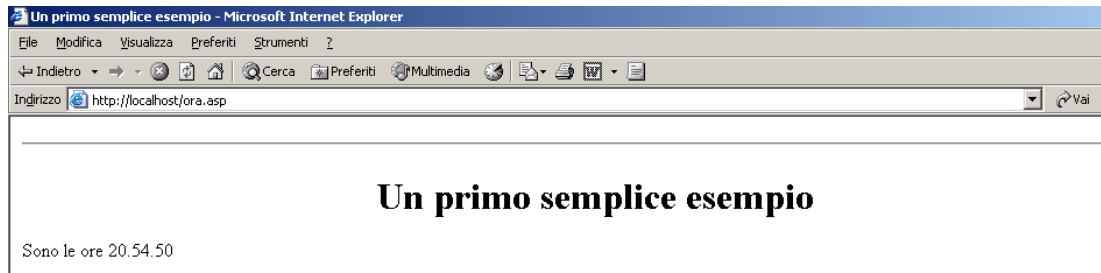 Un primo semplice esempio - Microsoft Internet Explorer
File Modifica Visualizza Preferiti Strumenti ?
Indietro Cerca Preferiti Multimedia
Indirizzo http://localhost/ora.asp Vai
Un primo semplice esempio
Sono le ore 20.54.50